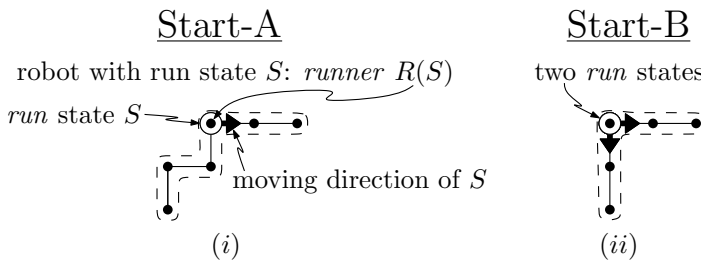 Start-A
Start-B
robot with run state S: runner R(S)
two run states
run state S
moving direction of S
(i)
(ii)